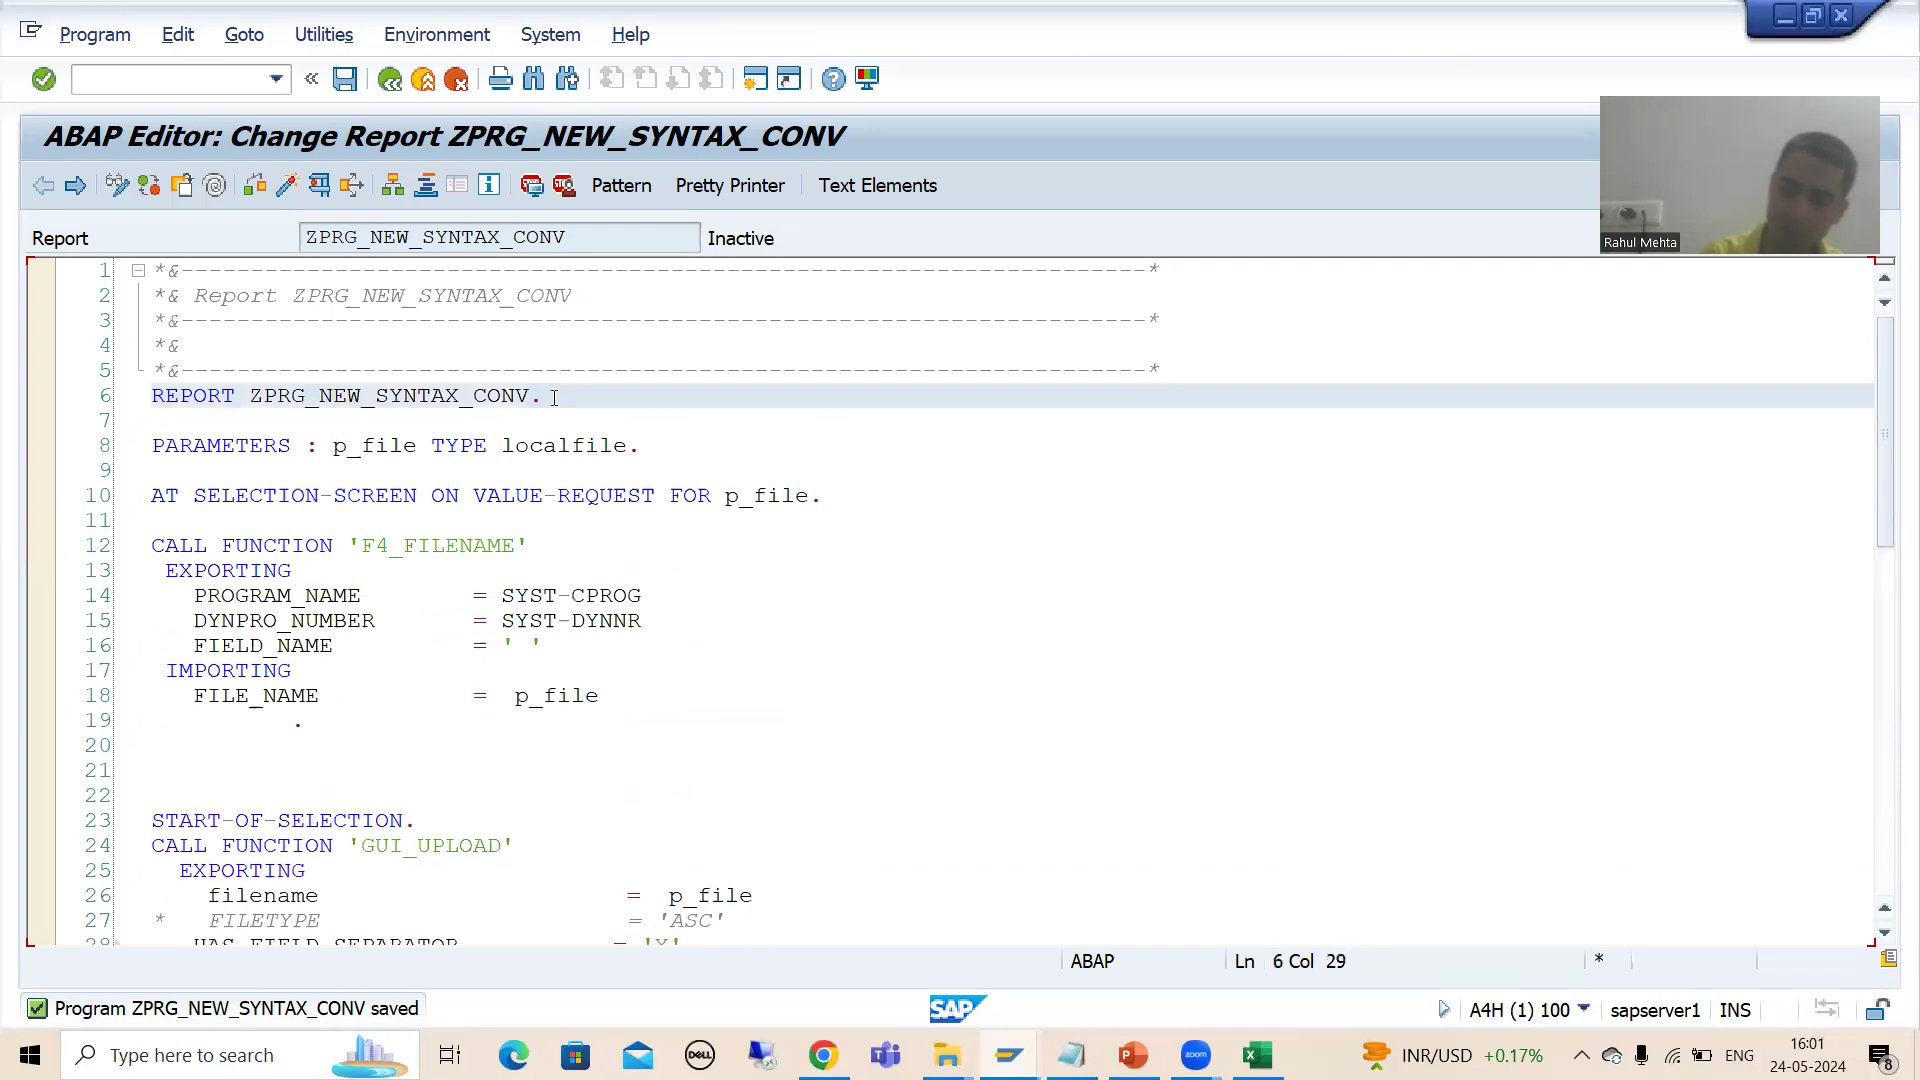 Program Edit Goto Utilities Environment System Help
ABAP Editor: Change Report ZPRG_NEW_SYNTAX_CONV
Pattern Pretty Printer Text Elements
Rahul Mehta
Report ZPRG_NEW_SYNTAX_CONV Inactive
1 *&---------------------------------------------------------------------*
2 *& Report ZPRG_NEW_SYNTAX_CONV
3 *&---------------------------------------------------------------------*
4 *&
5 *&---------------------------------------------------------------------*
6 REPORT ZPRG_NEW_SYNTAX_CONV.
7
8 PARAMETERS : p_file TYPE localfile.
9
10 AT SELECTION-SCREEN ON VALUE-REQUEST FOR p_file.
11
12 CALL FUNCTION 'F4_FILENAME'
13 EXPORTING
14 PROGRAM_NAME = SYST-CPROG
15 DYNPRO_NUMBER = SYST-DYNNR
16 FIELD_NAME = ' '
17 IMPORTING
18 FILE_NAME = p_file
19 .
20
21
22
23 START-OF-SELECTION.
24 CALL FUNCTION 'GUI_UPLOAD'
25 EXPORTING
26 filename = p_file
27 * FILETYPE = 'ASC'
28 HAS_FIELD_SEPARATOR = 'X'
ABAP Ln 6 Col 29 *
Program ZPRG_NEW_SYNTAX_CONV saved
SAP
A4H (1) 100 sapserver1 INS
Type here to search
DELL
zoom
INR/USD +0.17%
ENG
16:01
24-05-2024
8